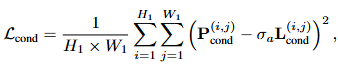 $$\mathcal{L}_{\text{cond}} = \frac{1}{H_1 \times W_1} \sum_{i=1}^{H_1} \sum_{j=1}^{W_1} \left( \mathbf{P}_{\text{cond}}^{(i,j)} - \sigma_a \mathbf{L}_{\text{cond}}^{(i,j)} \right)^2,$$